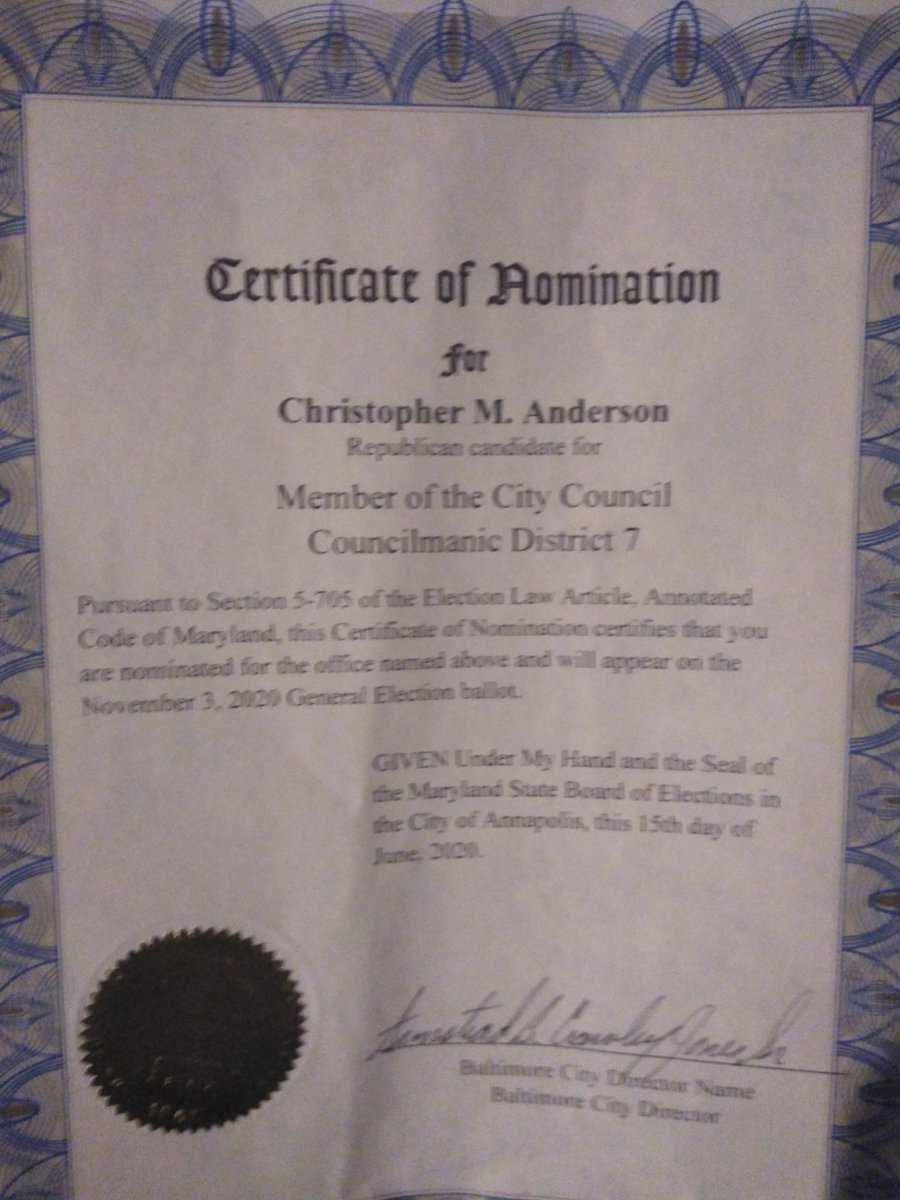 Certificate of Nomination
for
Christopher M. Anderson
Republican candidate for
Member of the City Council
Councilmanic District 7
Pursuant to Section 5-705 of the Election Law Article, Annotated
Code of Maryland, this Certificate of Nomination certifies that you
are nominated for the office named above and will appear on the
November 3, 2020 General Election ballot.
GIVEN Under My Hand and the Seal of
the Maryland State Board of Elections in
the City of Annapolis, this 15th day of
June, 2020.
Baltimore City Director Name
Baltimore City Director